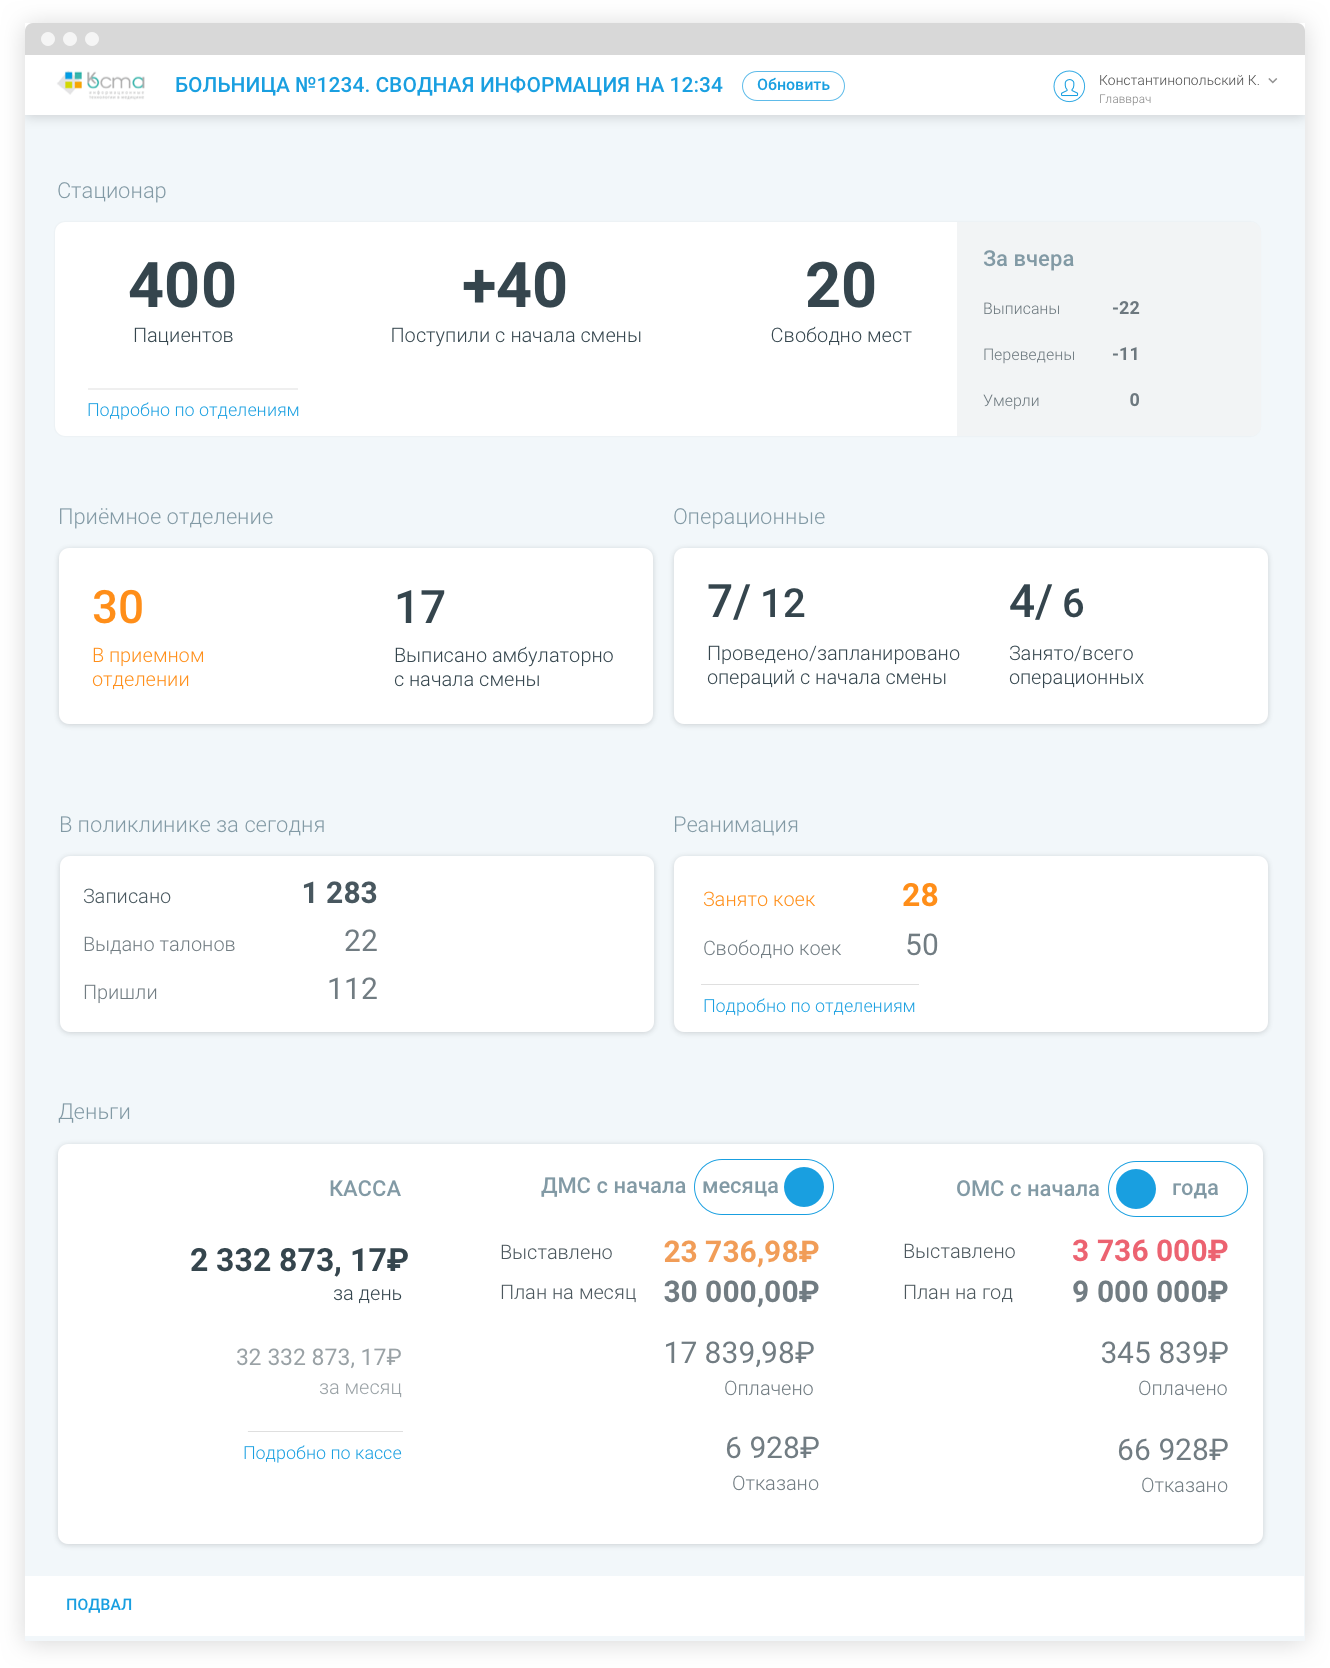 бста
БОЛЬНИЦА №1234. СВОДНАЯ ИНФОРМАЦИЯ НА 12:34
Обновить
Константинопольский К.
Главврач
Стационар
400
Пациентов
+40
Поступили с начала смены
20
Свободно мест
Подробно по отделениям
За вчера
Выписаны -22
Переведены -11
Умерли 0
Приёмное отделение
30
В приемном
отделении
17
Выписано амбулаторно
с начала смены
Операционные
7/ 12
Проведено/запланировано
операций с начала смены
4/ 6
Занято/всего
операционных
В поликлинике за сегодня
Записано 1 283
Выдано талонов 22
Пришли 112
Реанимация
Занято коек 28
Свободно коек 50
Подробно по отделениям
Деньги
КАССА
2 332 873, 17₽
за день
32 332 873, 17₽
за месяц
Подробно по кассе
ДМС с начала месяца
Выставлено 23 736,98₽
План на месяц 30 000,00₽
17 839,98₽
Оплачено
6 928₽
Отказано
ОМС с начала года
Выставлено 3 736 000₽
План на год 9 000 000₽
345 839₽
Оплачено
66 928₽
Отказано
ПОДВАЛ